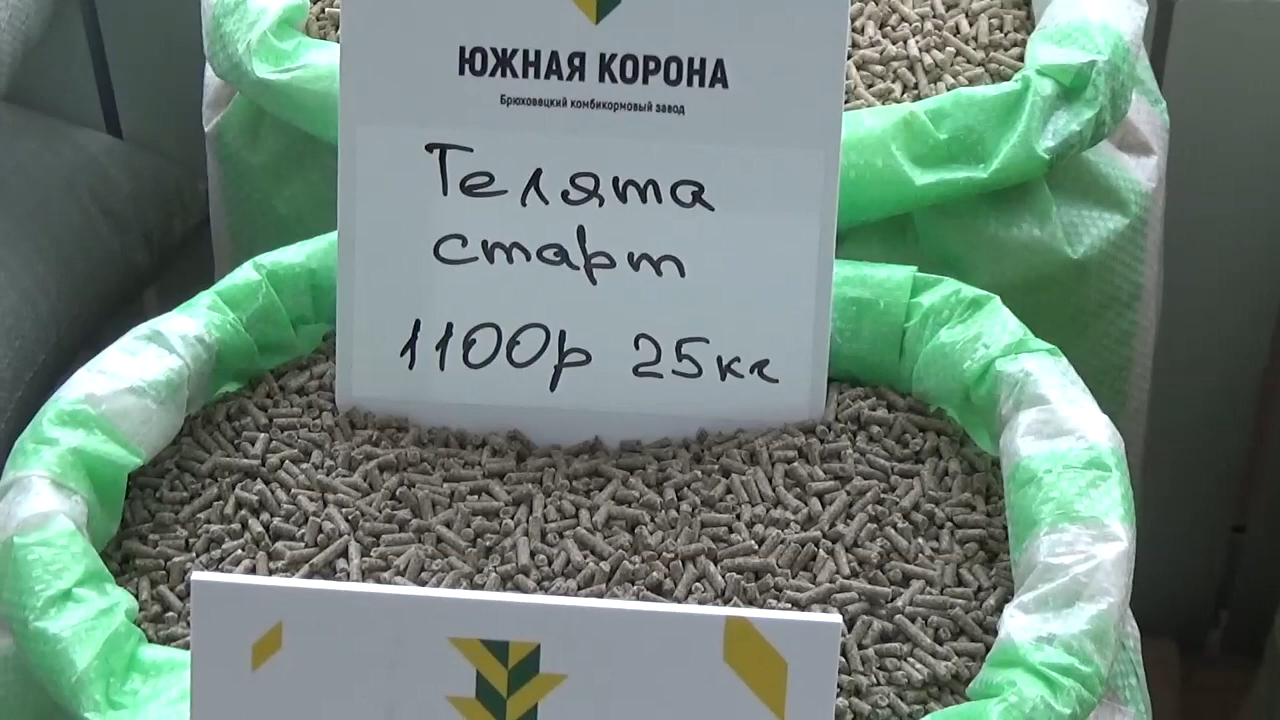 ЮЖНАЯ КОРОНА
Брюховецкий комбикормовый завод
Телята
старт
1100р 25кг